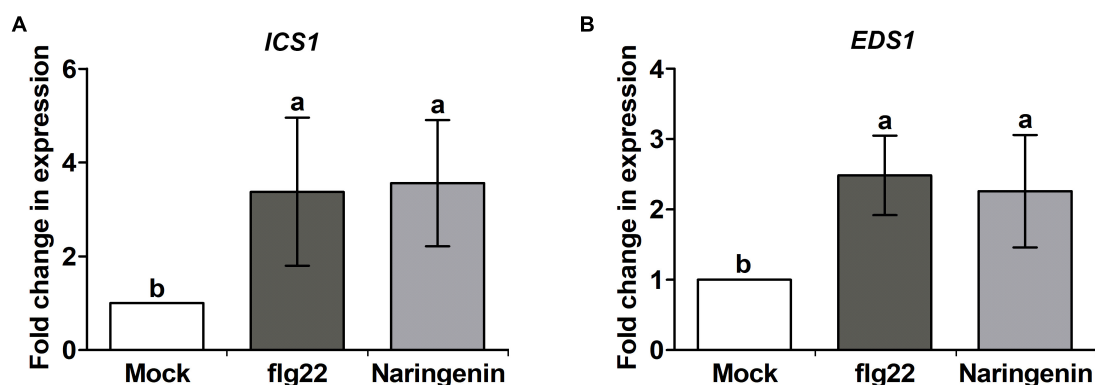 A
ICS1
Fold change in expression
6
4
2
0
b
a
a
Mock
flg22
Naringenin
B
EDS1
Fold change in expression
4
3
2
1
0
b
a
a
Mock
flg22
Naringenin